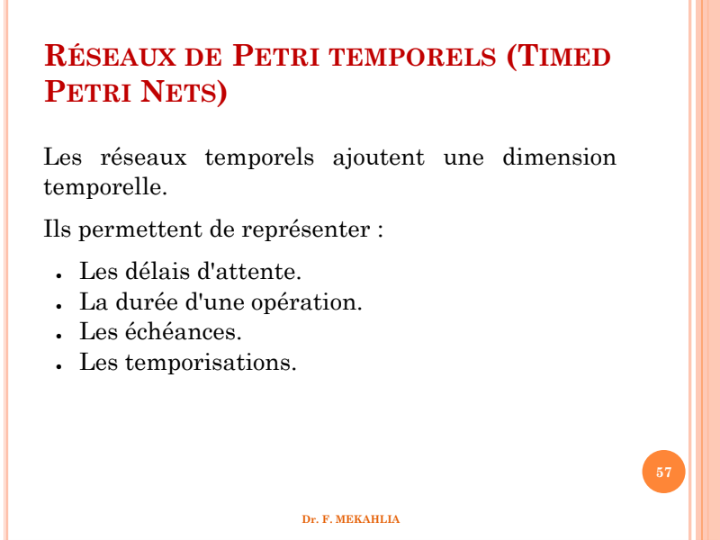 RÉSEAUX DE PETRI TEMPORELS (TIMED
PETRI NETS)
Les réseaux temporels ajoutent une dimension
temporelle.
Ils permettent de représenter :
• Les délais d'attente.
• La durée d'une opération.
• Les échéances.
• Les temporisations.
57
Dr. F. MEKAHLIA